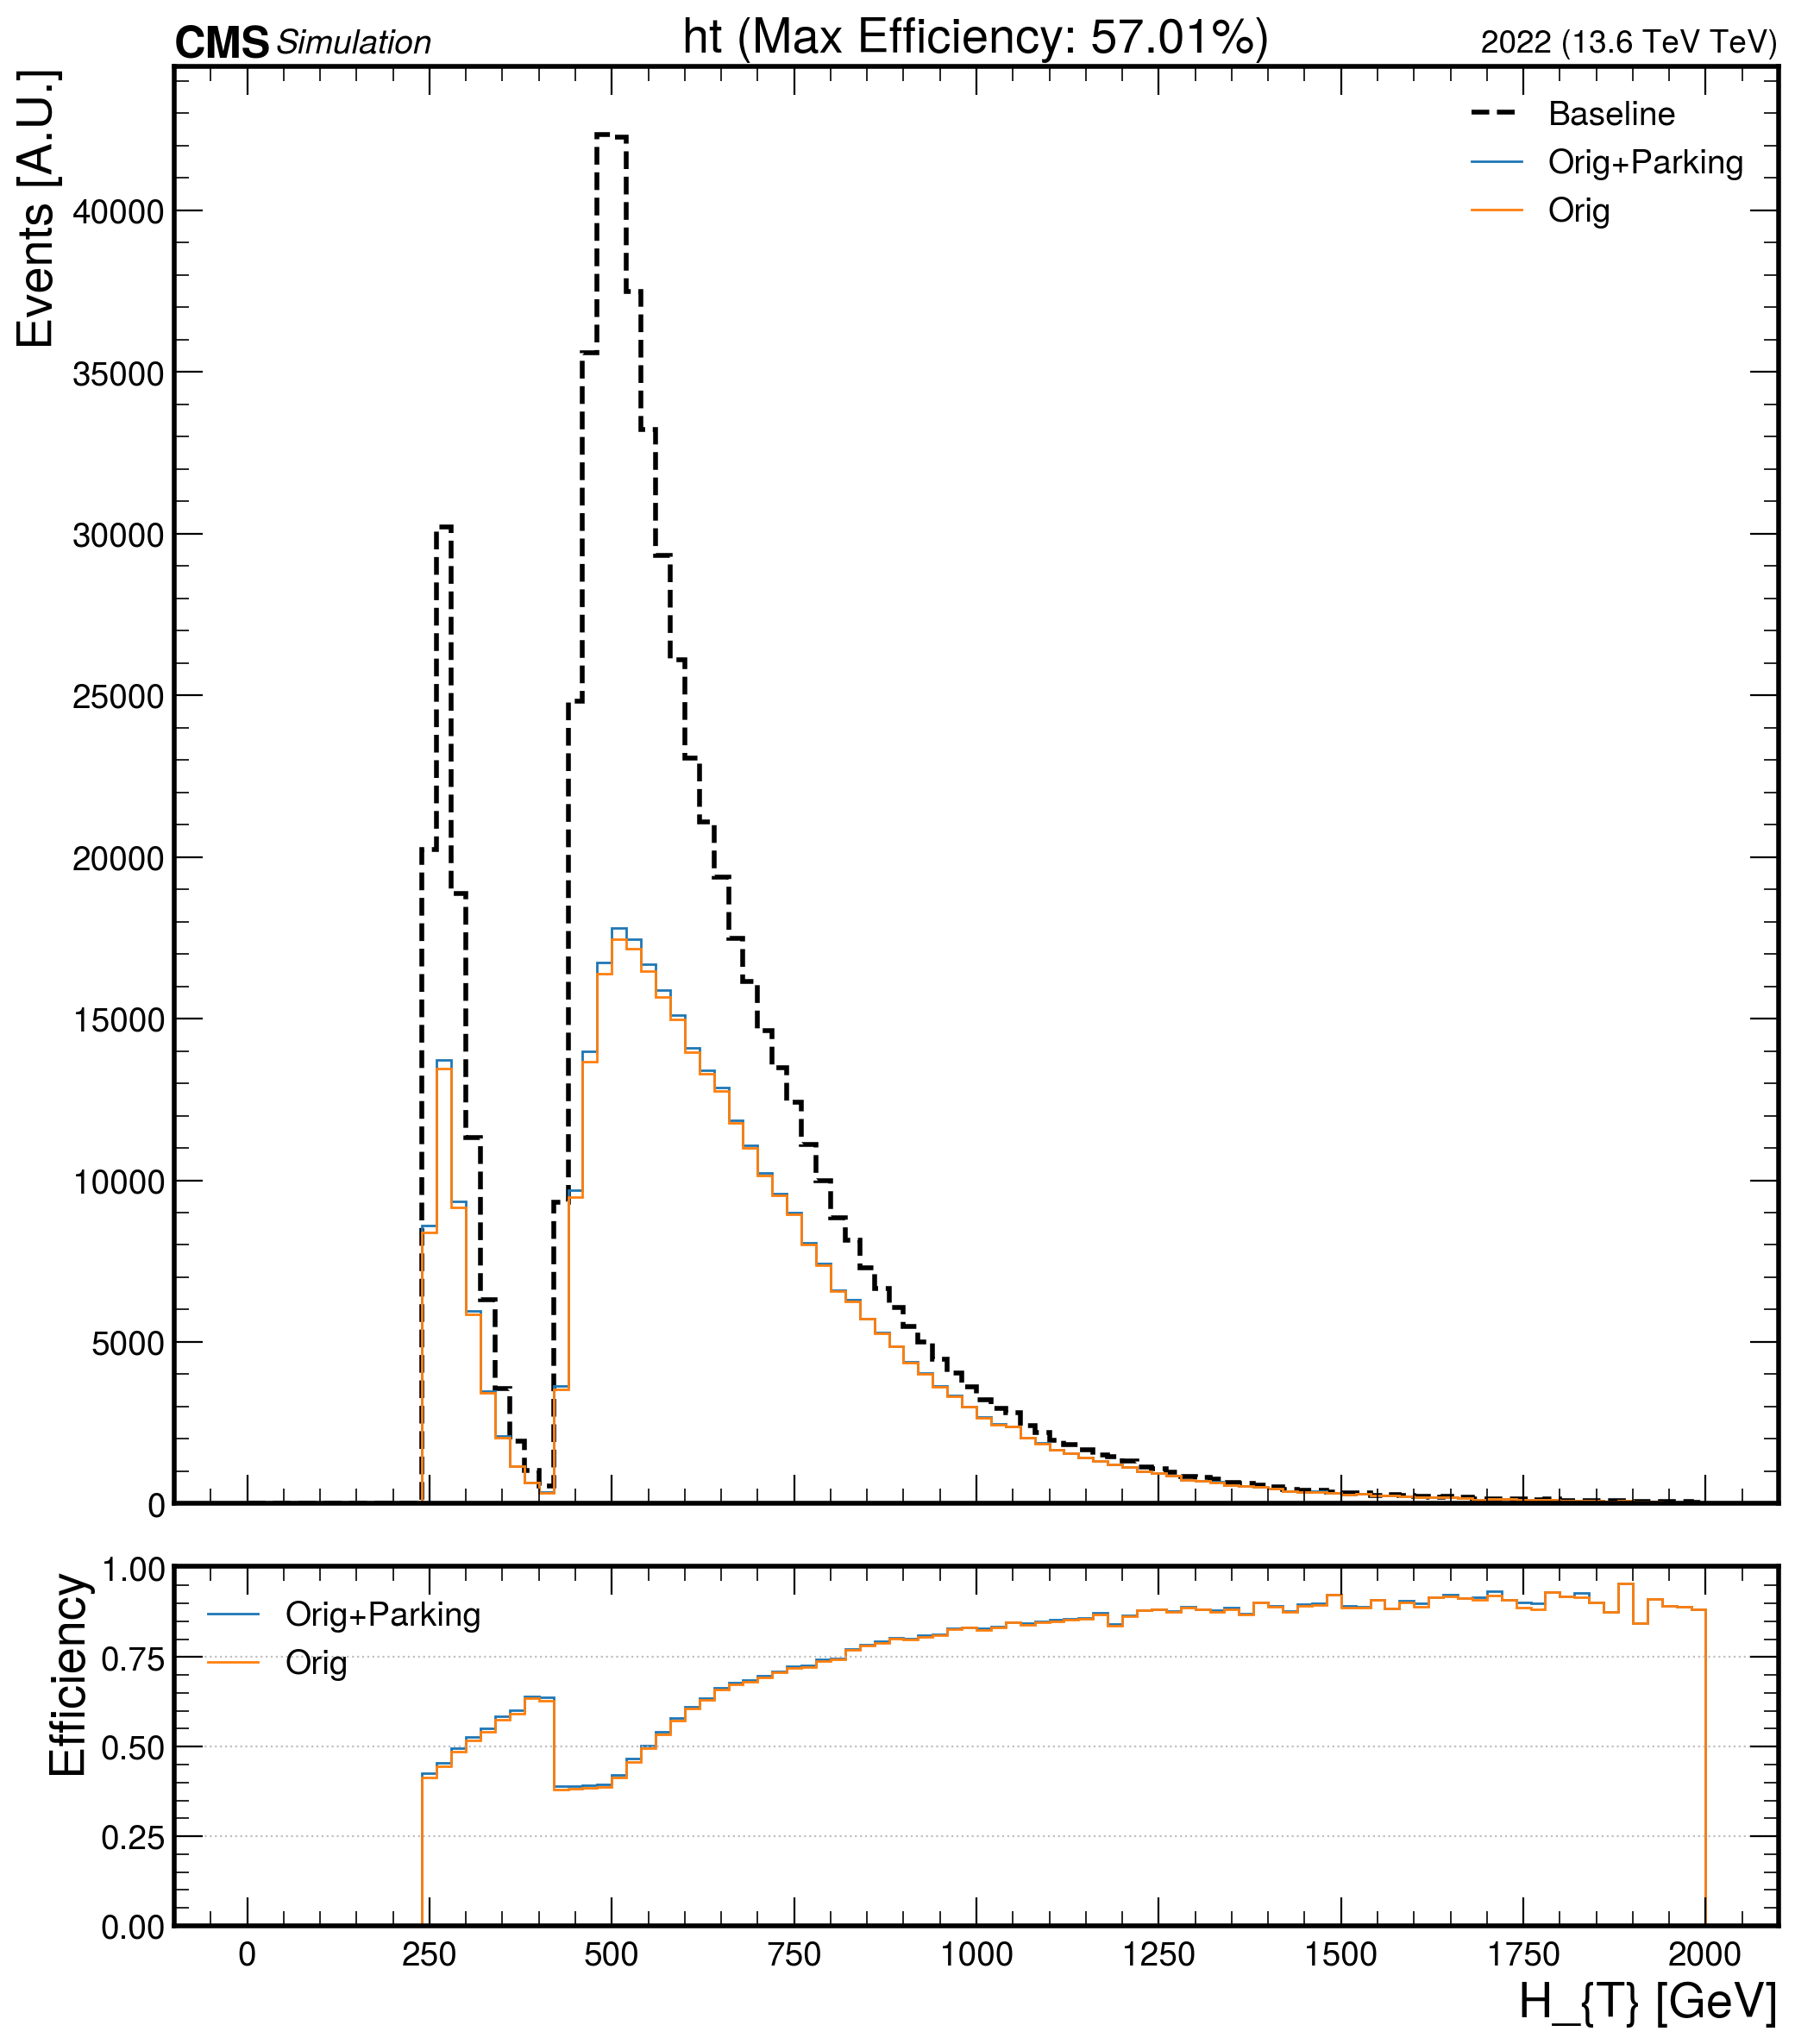 CMS Simulation
ht (Max Efficiency: 57.01%)
2022 (13.6 TeV TeV)
Events [A.U.]
Baseline
Orig+Parking
Orig
40000
35000
30000
25000
20000
15000
10000
5000
0
Efficiency
1.00
0.75
0.50
0.25
0.00
Orig+Parking
Orig
0 250 500 750 1000 1250 1500 1750 2000
H_{T} [GeV]